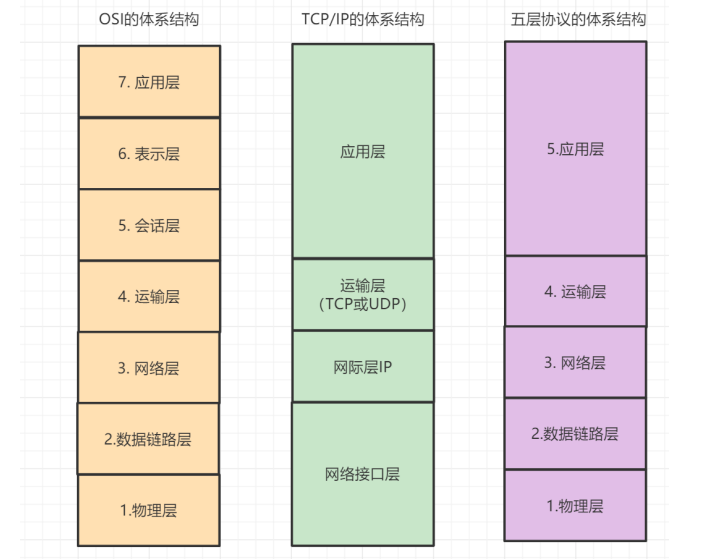 OSI的体系结构
7. 应用层
6. 表示层
5. 会话层
4. 运输层
3. 网络层
2.数据链路层
1.物理层
TCP/IP的体系结构
应用层
运输层
（TCP或UDP）
网际层IP
网络接口层
五层协议的体系结构
5.应用层
4. 运输层
3. 网络层
2.数据链路层
1.物理层